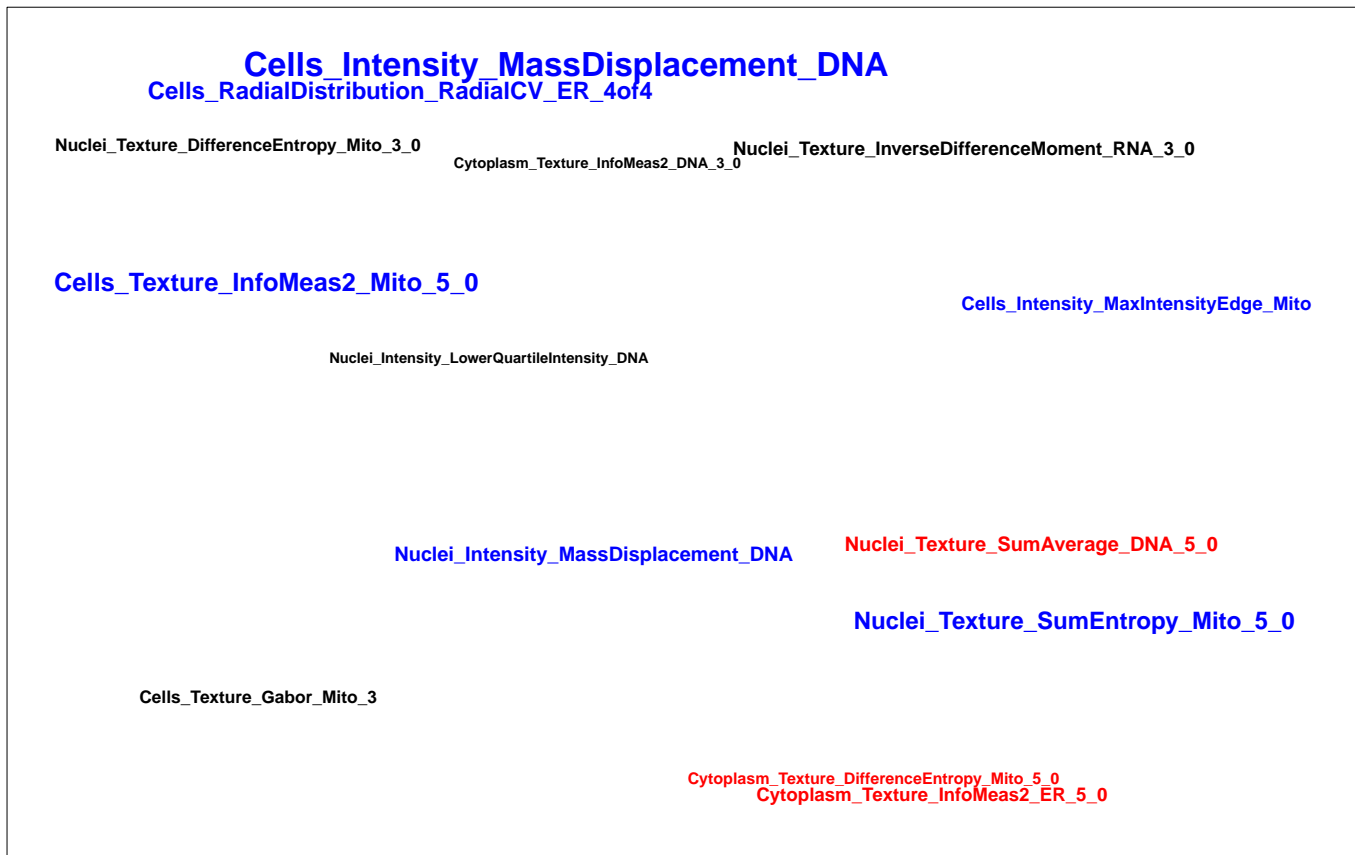 Cells_Intensity_MassDisplacement_DNA
Cells_RadialDistribution_RadialCV_ER_4of4
Nuclei_Texture_DifferenceEntropy_Mito_3_0
Cytoplasm_Texture_InfoMeas2_DNA_3_0
Nuclei_Texture_InverseDifferenceMoment_RNA_3_0
Cells_Texture_InfoMeas2_Mito_5_0
Cells_Intensity_MaxIntensityEdge_Mito
Nuclei_Intensity_LowerQuartileIntensity_DNA
Nuclei_Intensity_MassDisplacement_DNA
Nuclei_Texture_SumAverage_DNA_5_0
Nuclei_Texture_SumEntropy_Mito_5_0
Cells_Texture_Gabor_Mito_3
Cytoplasm_Texture_DifferenceEntropy_Mito_5_0
Cytoplasm_Texture_InfoMeas2_ER_5_0